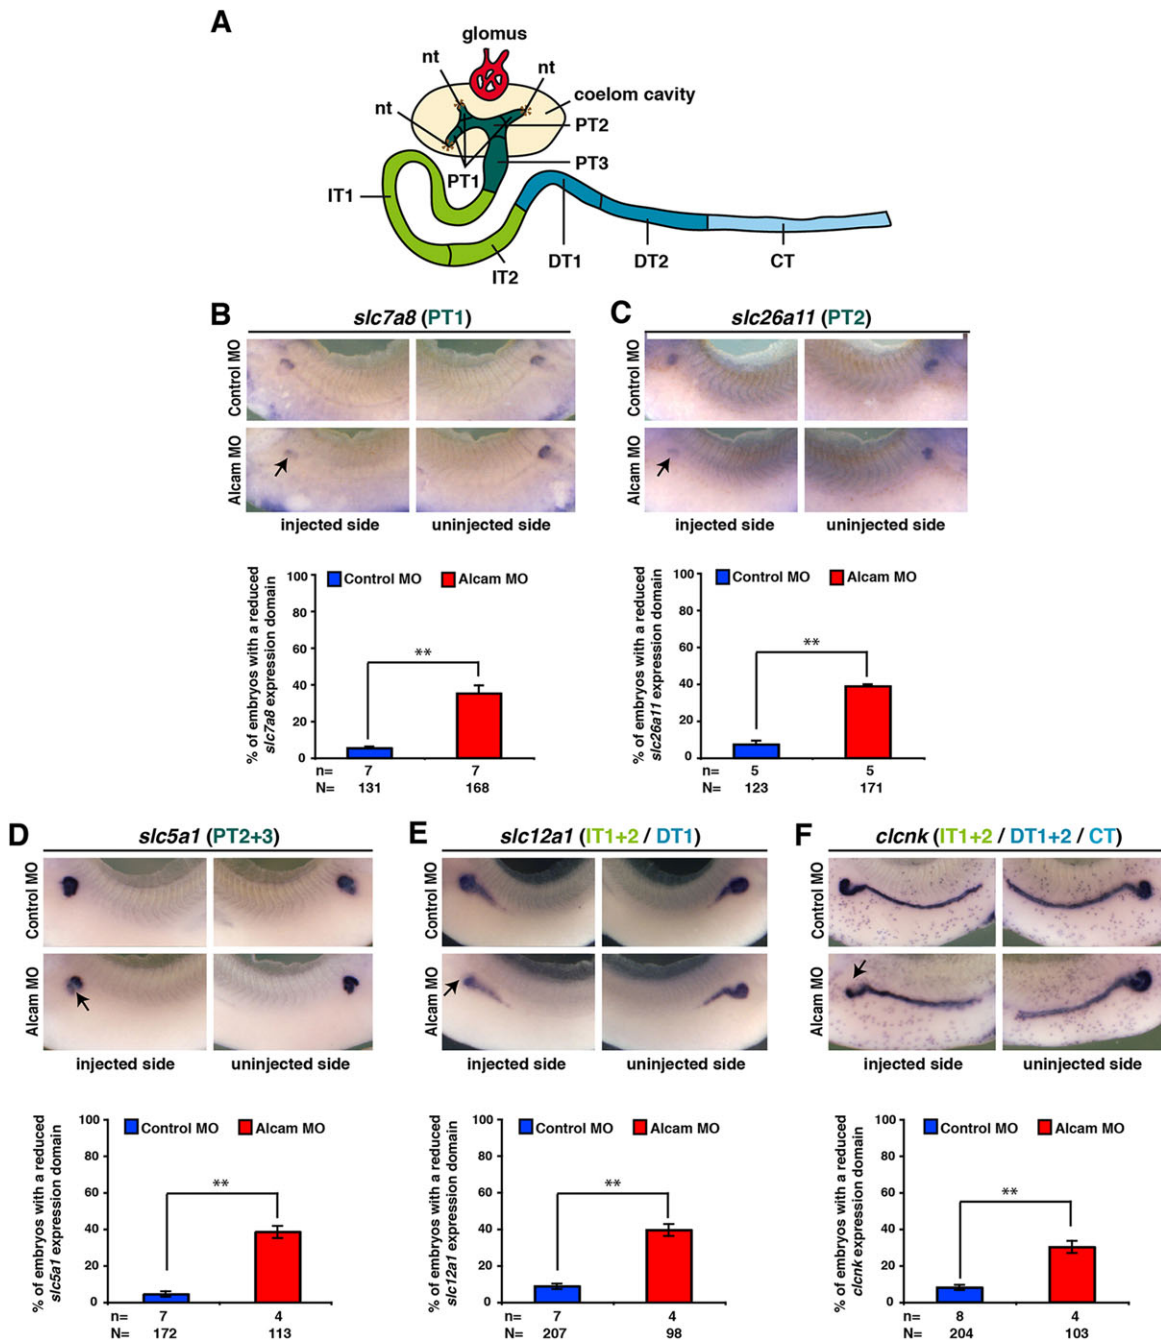 A
glomus
nt
nt
nt
coelom cavity
PT2
PT3
PT1
IT1
IT2
DT1
DT2
CT
B
slc7a8 (PT1)
Control MO
Alcam MO
injected side
uninjected side
% of embryos with a reduced
slc7a8 expression domain
Control MO
Alcam MO
100
80
60
40
20
0
**
n= 7 7
N= 131 168
C
slc26a11 (PT2)
Control MO
Alcam MO
injected side
uninjected side
% of embryos with a reduced
slc26a11 expression domain
Control MO
Alcam MO
100
80
60
40
20
0
**
n= 5 5
N= 123 171
D
slc5a1 (PT2+3)
Control MO
Alcam MO
injected side
uninjected side
% of embryos with a reduced
slc5a1 expression domain
Control MO
Alcam MO
100
80
60
40
20
0
**
n= 7 4
N= 172 113
E
slc12a1 (IT1+2 / DT1)
Control MO
Alcam MO
injected side
uninjected side
% of embryos with a reduced
slc12a1 expression domain
Control MO
Alcam MO
100
80
60
40
20
0
**
n= 7 4
N= 207 98
F
clcnk (IT1+2 / DT1+2 / CT)
Control MO
Alcam MO
injected side
uninjected side
% of embryos with a reduced
clcnk expression domain
Control MO
Alcam MO
100
80
60
40
20
0
**
n= 8 4
N= 204 103